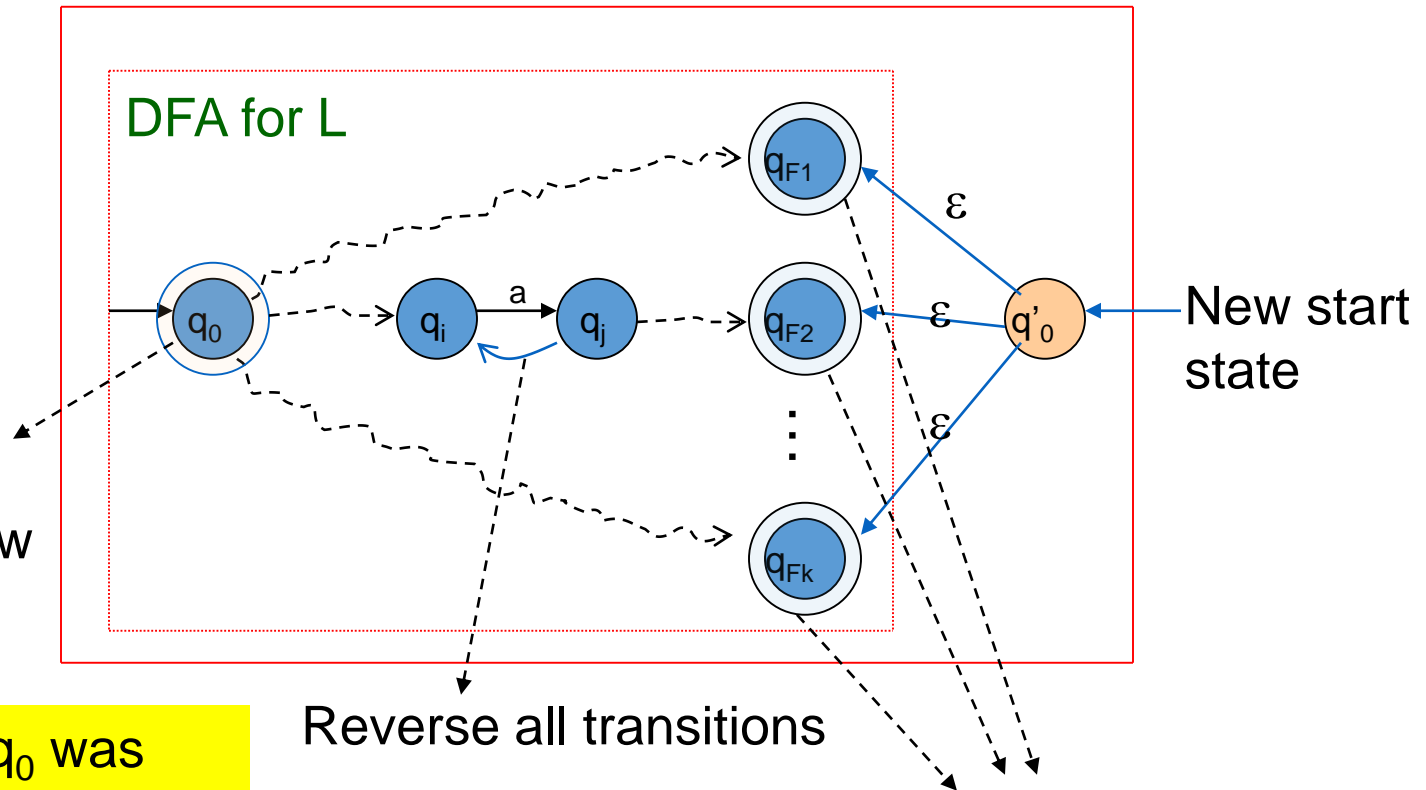 DFA for L
qF1
ε
a
q0
qi
qj
qF2
ε
q’0
New start
state
ε
⋮
w
qFk
Reverse all transitions
q0 was